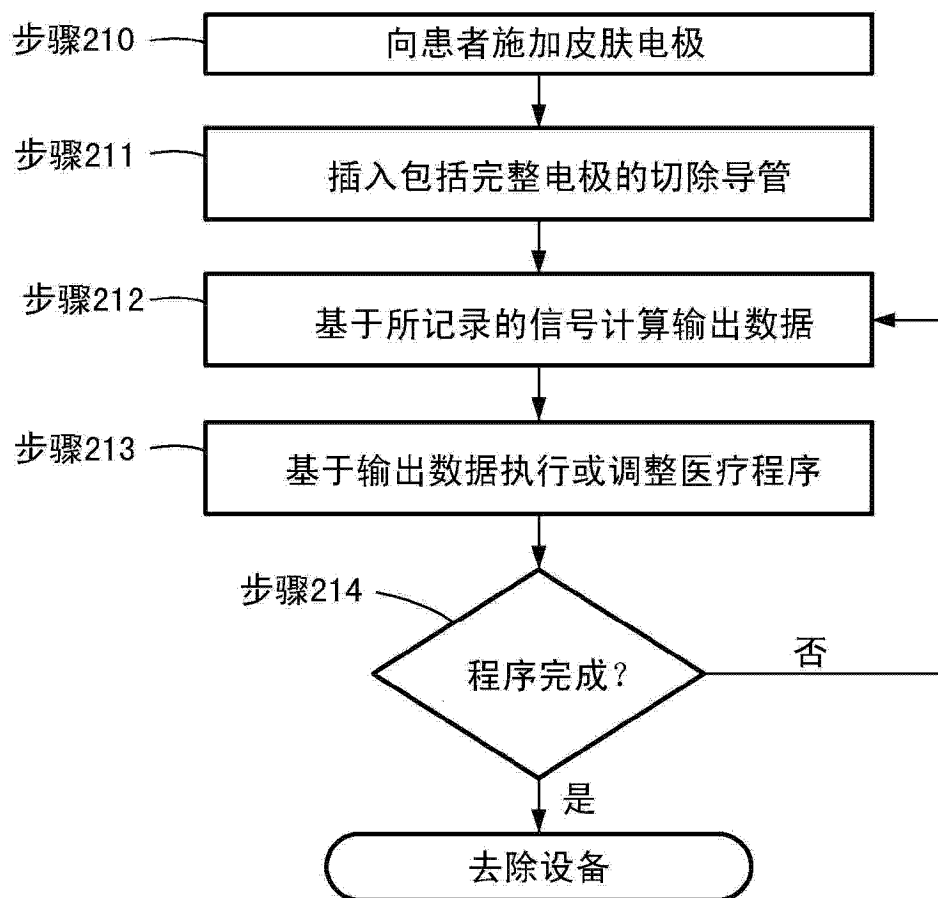 步骤210
向患者施加皮肤电极
步骤211
插入包括完整电极的切除导管
步骤212
基于所记录的信号计算输出数据
步骤213
基于输出数据执行或调整医疗程序
步骤214
程序完成？
否
是
去除设备